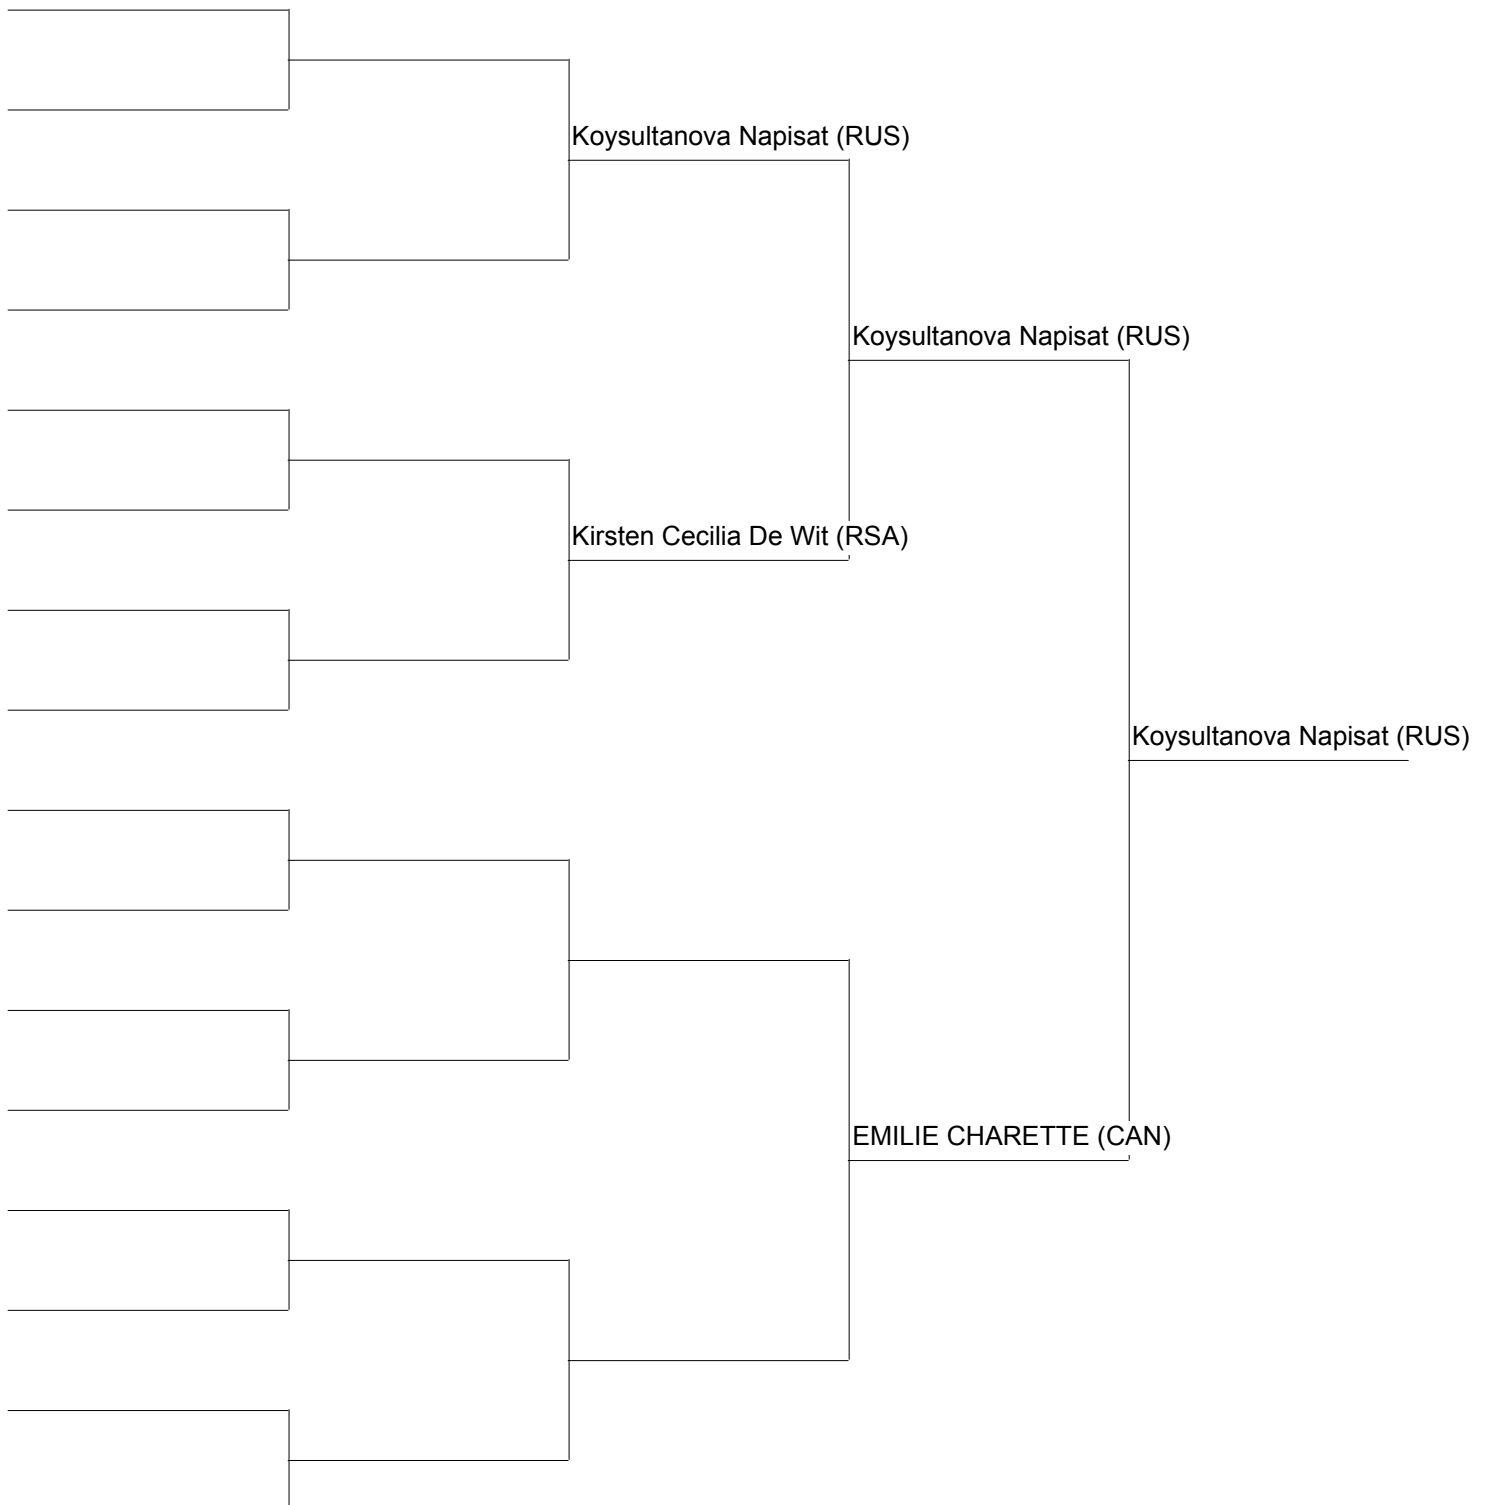 Koysultanova Napisat (RUS)
Koysultanova Napisat (RUS)
Kirsten Cecilia De Wit (RSA)
Koysultanova Napisat (RUS)
EMILIE CHARETTE (CAN)